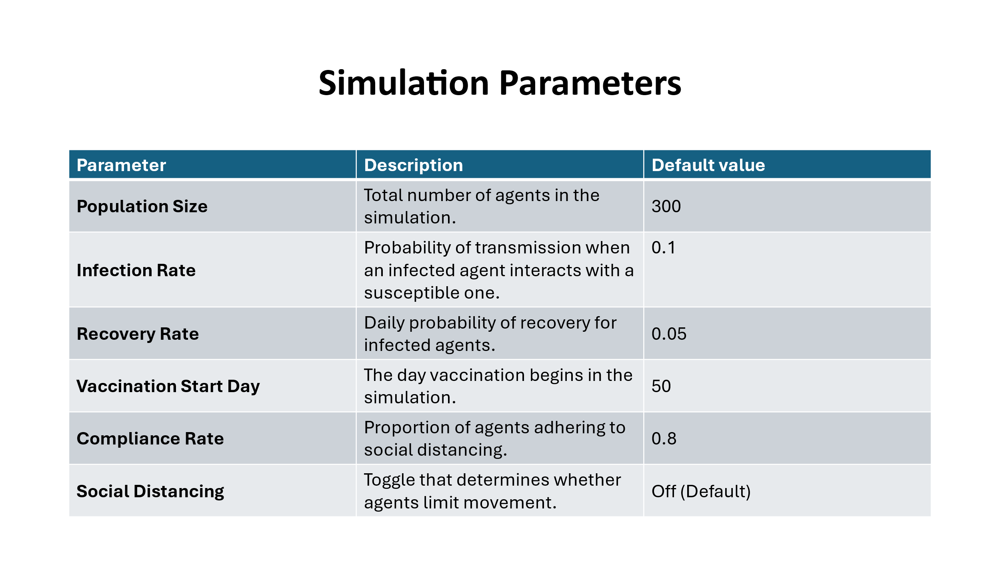 Simulation Parameters
Parameter
Description
Default value
Population Size
Total number of agents in the
simulation.
300
Infection Rate
Probability of transmission when
an infected agent interacts with a
susceptible one.
0.1
Recovery Rate
Daily probability of recovery for
infected agents.
0.05
Vaccination Start Day
The day vaccination begins in the
simulation.
50
Compliance Rate
Proportion of agents adhering to
social distancing.
0.8
Social Distancing
Toggle that determines whether
agents limit movement.
Off (Default)